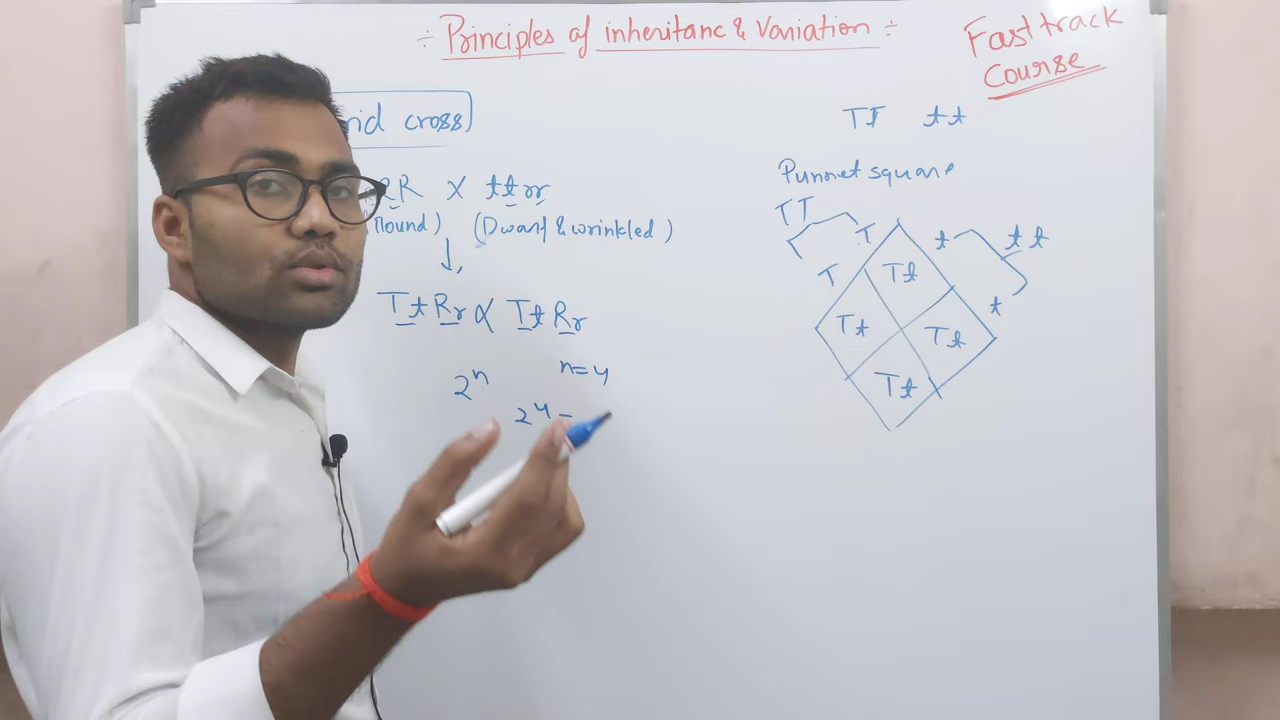 ÷ Principles of inheritanc & Variation ÷
Fast track
Course
cross)
RR X tt rr
Round) (Dwarf & wrinkled)
↓
Tt Rr X Tt Rr
2ⁿ n=4
2⁴ =
TT tt
Punnet square
TT T t tt
T Tt t
Tt Tt
Tt